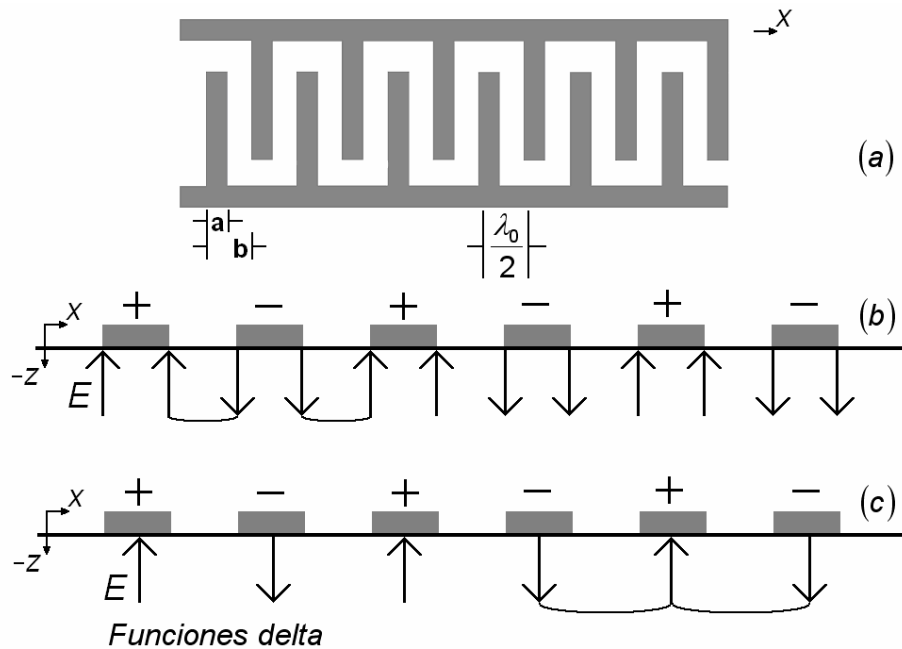 x
(a)
a
b
λ₀/2
+ − + − + −
(b)
x
−z
E
+ − + − + −
(c)
x
−z
E
Funciones delta